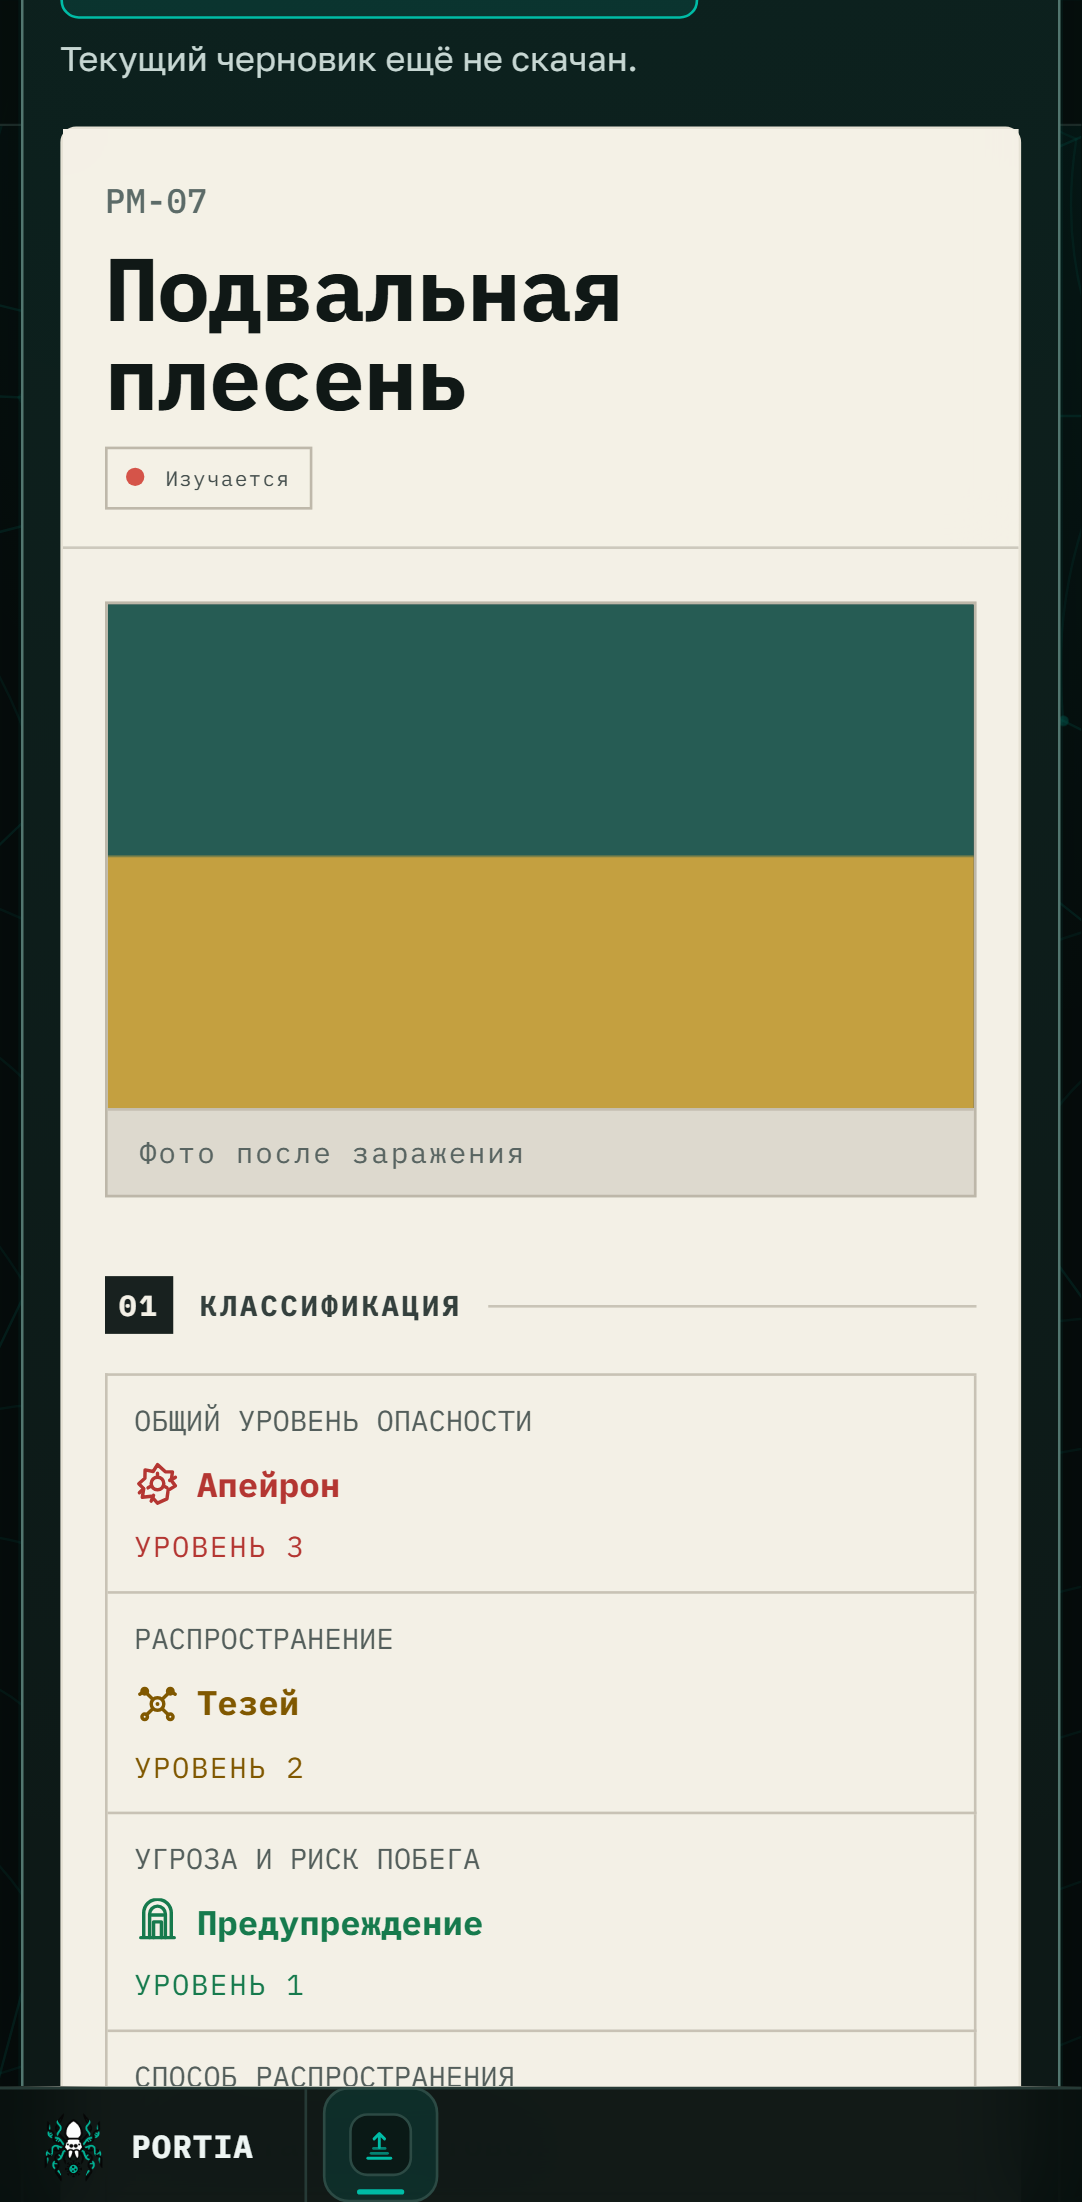 Текущий черновик ещё не скачан.
PM-07
Подвальная
плесень
Изучается
Фото после заражения
01 КЛАССИФИКАЦИЯ
ОБЩИЙ УРОВЕНЬ ОПАСНОСТИ
Апейрон
УРОВЕНЬ 3
РАСПРОСТРАНЕНИЕ
Тезей
УРОВЕНЬ 2
УГРОЗА И РИСК ПОБЕГА
Предупреждение
УРОВЕНЬ 1
СПОСОБ РАСПРОСТРАНЕНИЯ
PORTIA